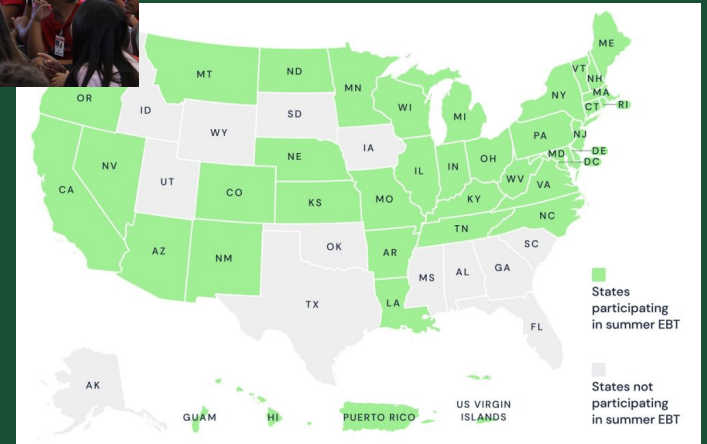 ME
VT
NH
MT
ND
MN
MA
NY
WI
OR
CT
RI
ID
SD
MI
WY
PA
NJ
IA
MD
DE
NE
OH
DC
IL
IN
NV
WV
UT
VA
CO
CA
KS
MO
KY
NC
TN
OK
SC
AZ
AR
NM
MS
AL
GA
TX
LA
FL
States
participating
in summer EBT
AK
States not
participating
in summer EBT
GUAM
HI
PUERTO RICO
US VIRGIN
ISLANDS